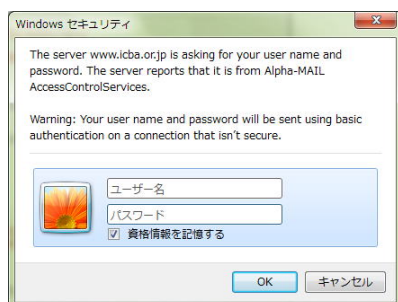 Windows セキュリティ
The server www.icba.or.jp is asking for your user name and
password. The server reports that it is from Alpha-MAIL
AccessControlServices.
Warning: Your user name and password will be sent using basic
authentication on a connection that isn't secure.
ユーザー名
パスワード
資格情報を記憶する
OK キャンセル